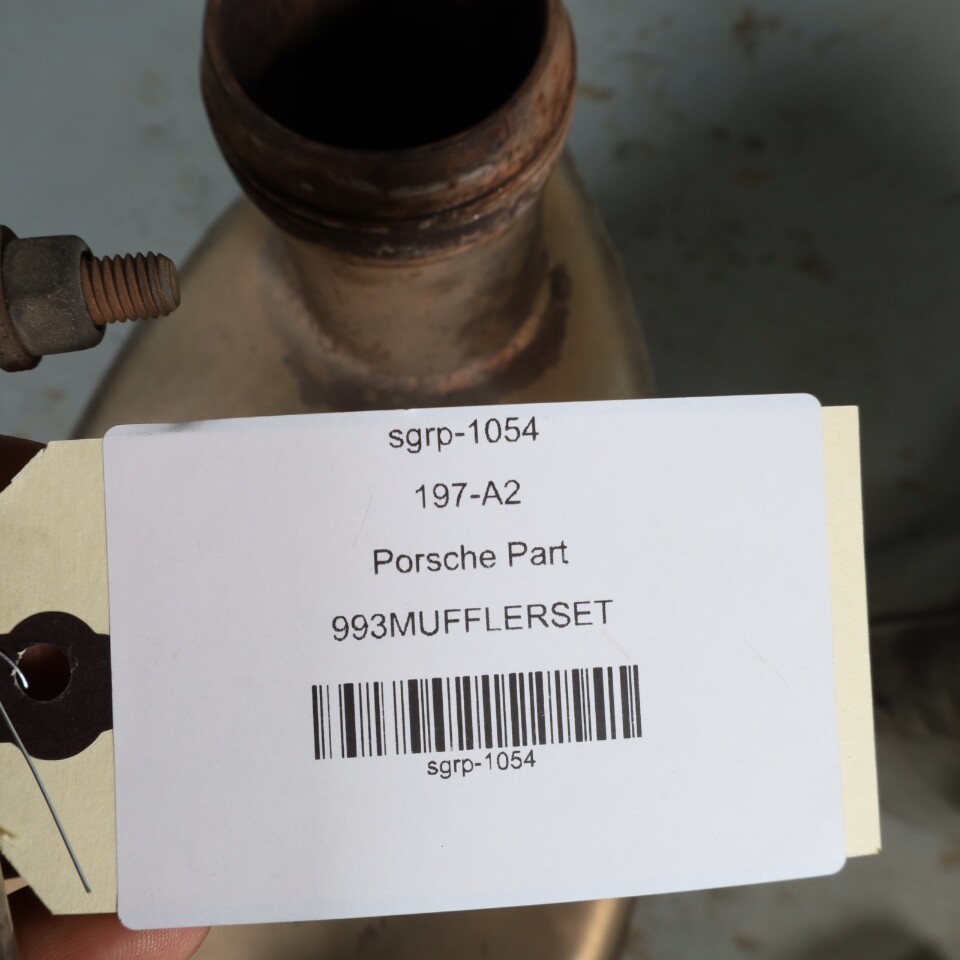 sgrp-1054
197-A2
Porsche Part
993MUFFLERSET
sgrp-1054